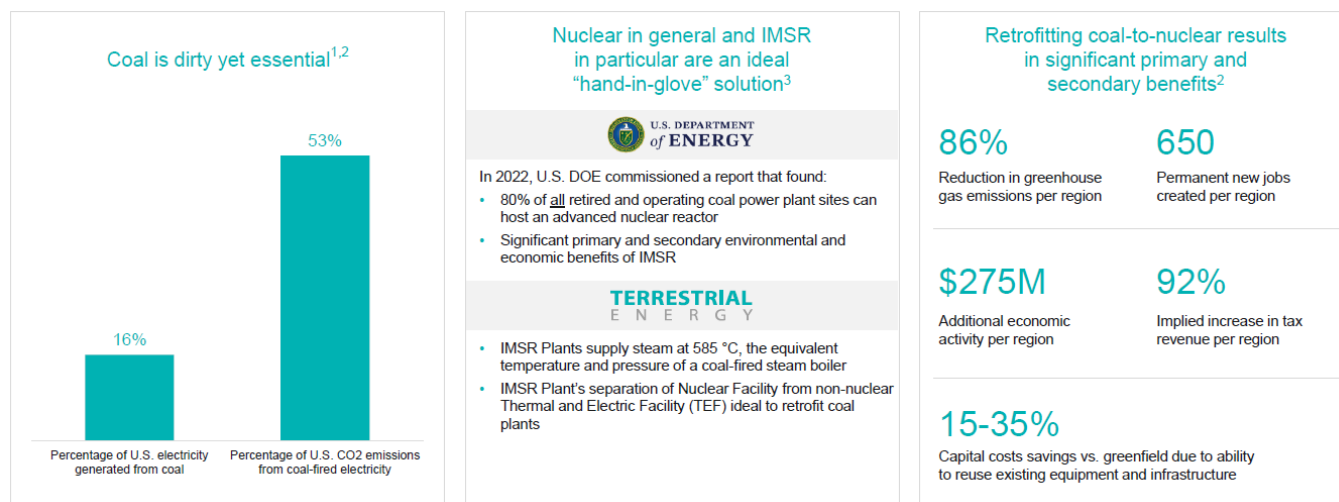 Coal is dirty yet essential1,2
53%
16%
Percentage of U.S. electricity
generated from coal
Percentage of U.S. CO2 emissions
from coal-fired electricity
Nuclear in general and IMSR
in particular are an ideal
“hand-in-glove” solution3
U.S. DEPARTMENT
of ENERGY
In 2022, U.S. DOE commissioned a report that found:
• 80% of all retired and operating coal power plant sites can
host an advanced nuclear reactor
• Significant primary and secondary environmental and
economic benefits of IMSR
TERRESTRIAL
ENERGY
• IMSR Plants supply steam at 585 °C, the equivalent
temperature and pressure of a coal-fired steam boiler
• IMSR Plant’s separation of Nuclear Facility from non-nuclear
Thermal and Electric Facility (TEF) ideal to retrofit coal
plants
Retrofitting coal-to-nuclear results
in significant primary and
secondary benefits2
86%
Reduction in greenhouse
gas emissions per region
650
Permanent new jobs
created per region
$275M
Additional economic
activity per region
92%
Implied increase in tax
revenue per region
15-35%
Capital costs savings vs. greenfield due to ability
to reuse existing equipment and infrastructure